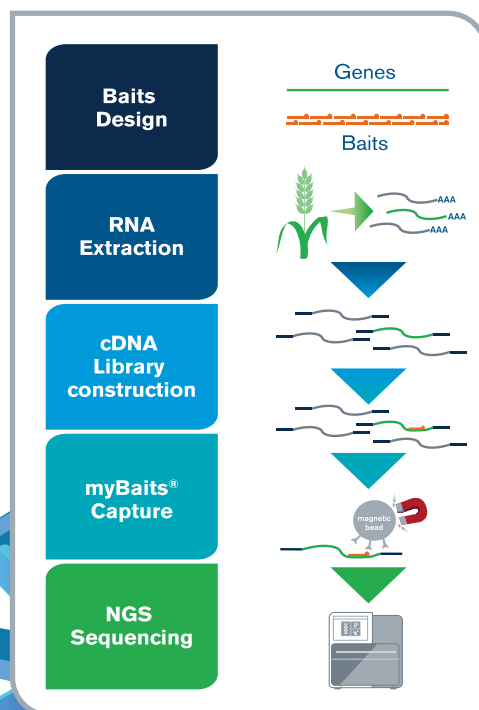 Baits
Design
Genes
Baits
RNA
Extraction
AAA
AAA
AAA
cDNA
Library
construction
myBaits®
Capture
magnetic
bead
NGS
Sequencing